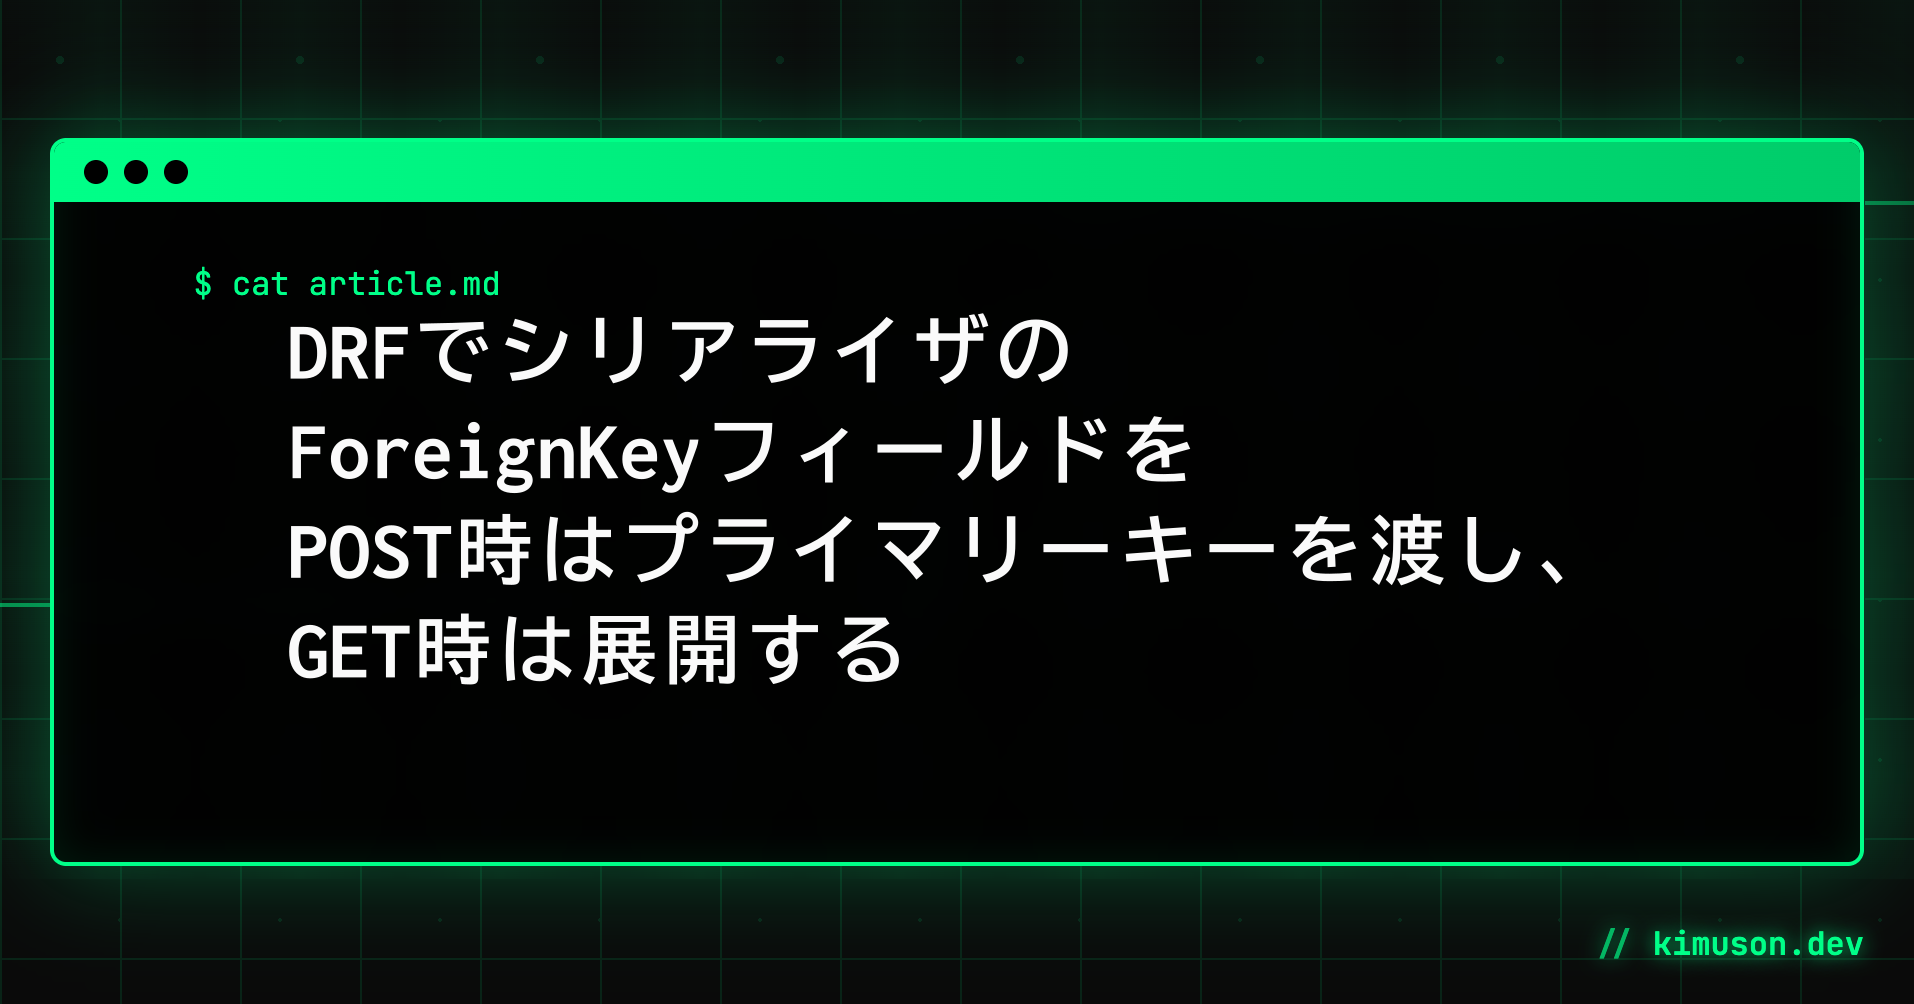 $ cat article.md
DRFでシリアライザの
ForeignKeyフィールドを
POST時はプライマリーキーを渡し、
GET時は展開する
// kimuson.dev